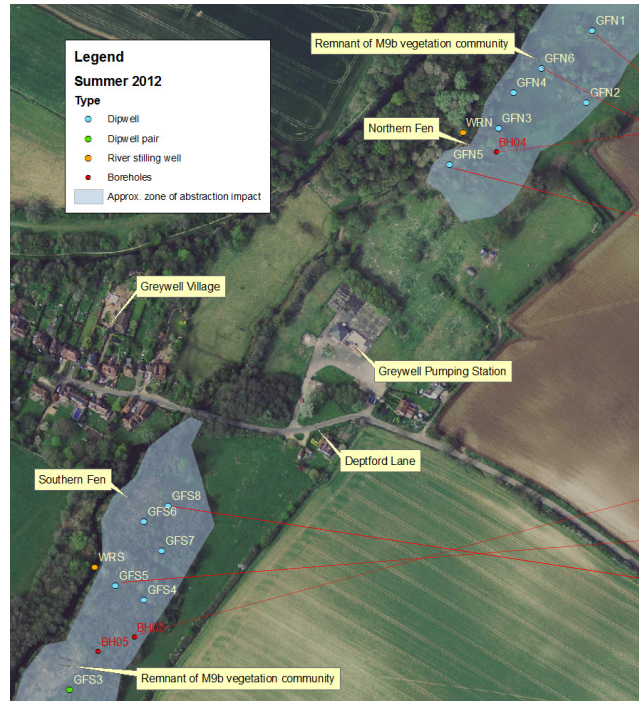 Legend
Summer 2012
Type
Dipwell
Dipwell pair
River stilling well
Boreholes
Approx. zone of abstraction impact
Remnant of M9b vegetation community
GFN1
GFN6
GFN4
GFN2
WRN
GFN3
Northern Fen
BH04
GFN5
Greywell Village
Greywell Pumping Station
Deptford Lane
Southern Fen
GFS8
GFS6
GFS7
WRS
GFS5
GFS4
BH05
Remnant of M9b vegetation community
GFS3